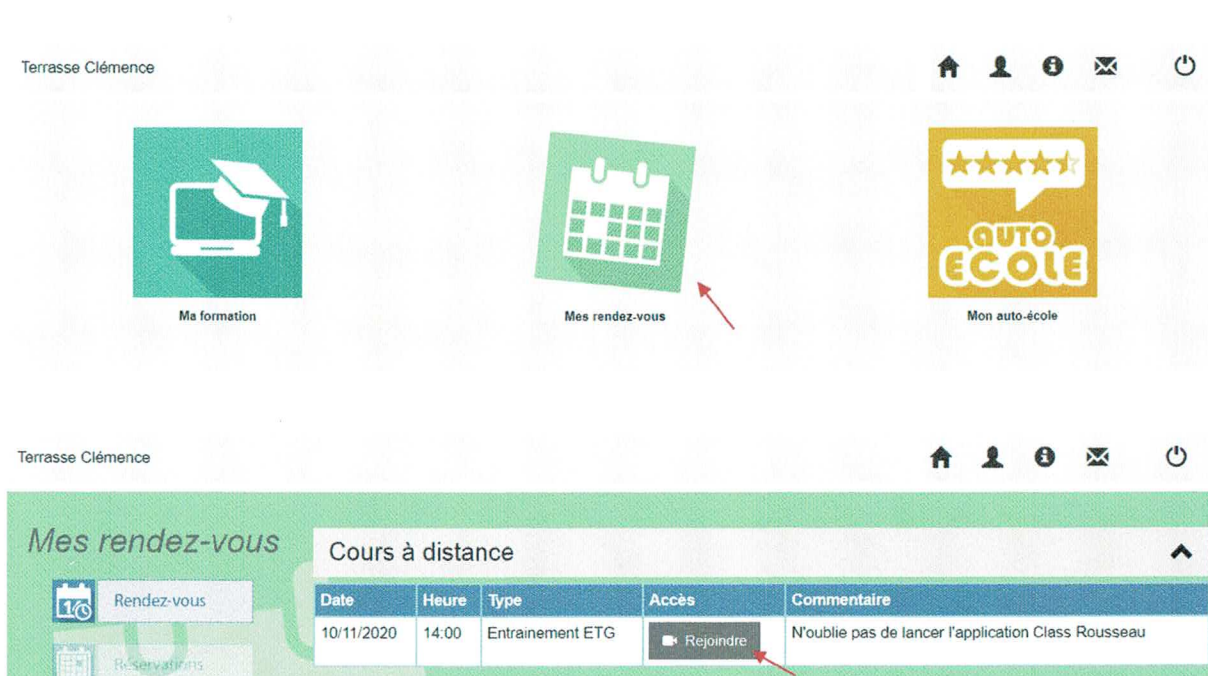 Terrasse Clémence
AUTO
ECOLE
Ma formation
Mes rendez-vous
Mon auto-école
Terrasse Clémence
Mes rendez-vous
Cours à distance
Rendez-vous
Date Heure Type Accès Commentaire
10/11/2020 14:00 Entrainement ETG Rejoindre N'oublie pas de lancer l'application Class Rousseau
Réservations